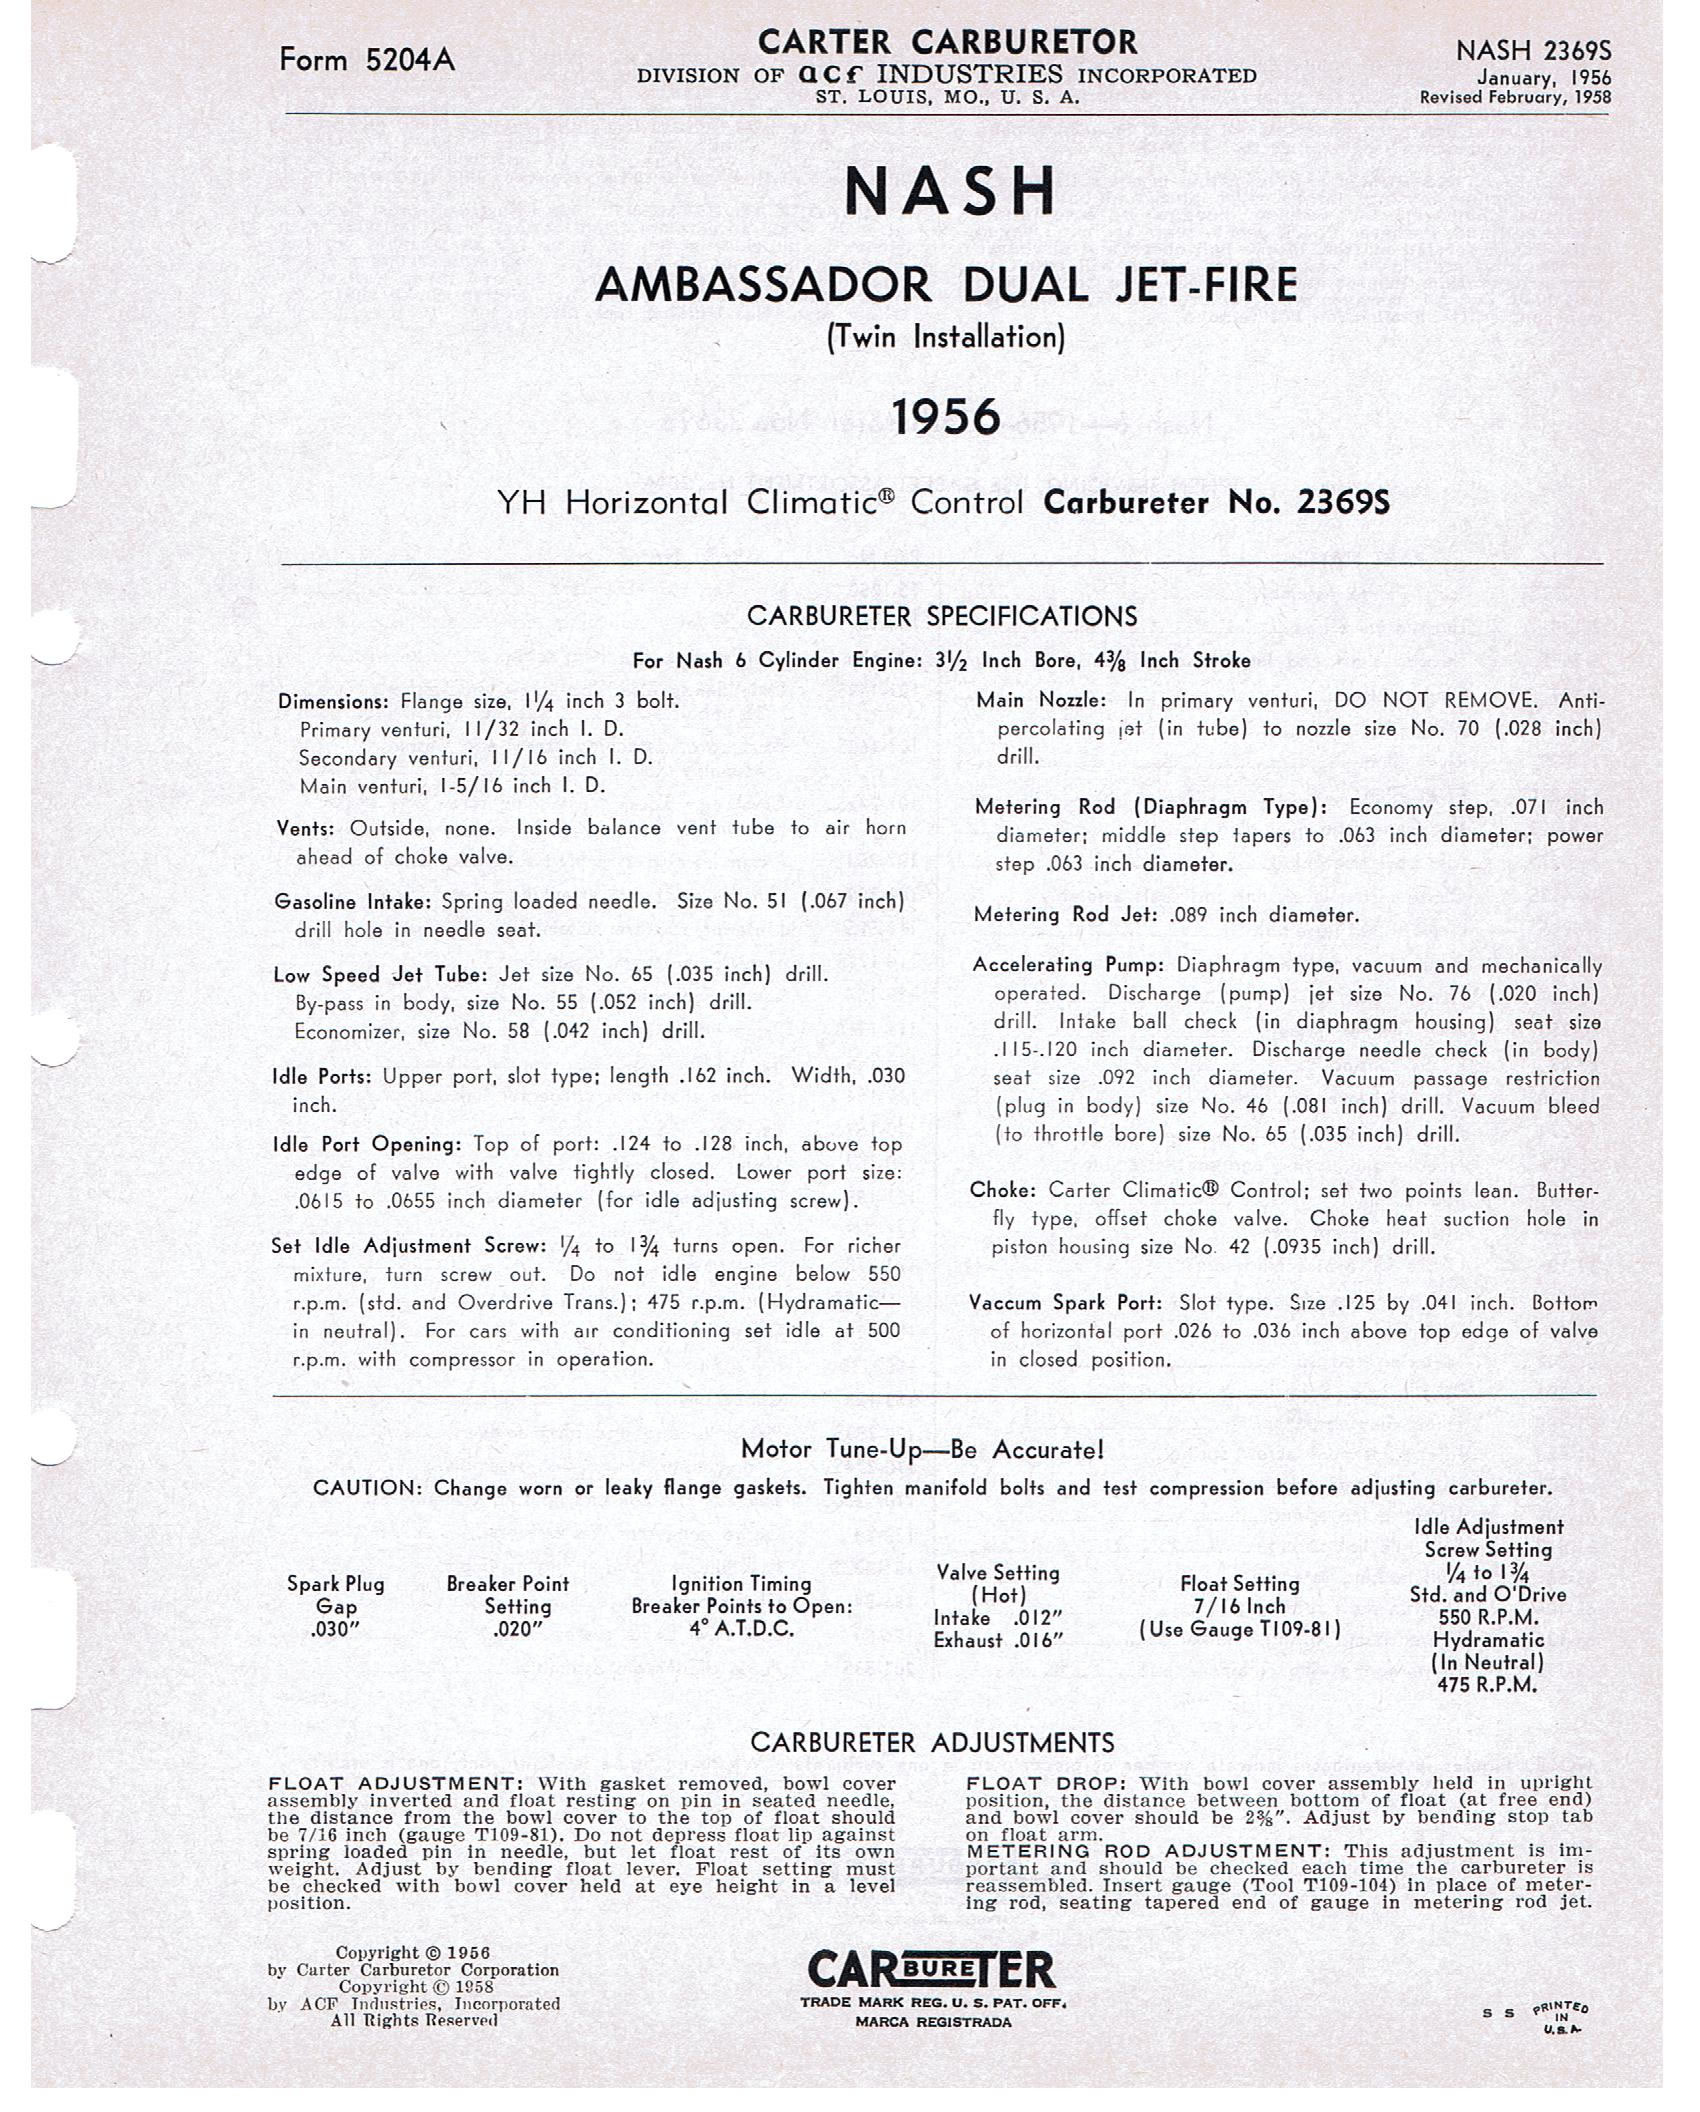 Form 5204A
CARTER CARBURETOR
DIVISION OF acf INDUSTRIES INCORPORATED
ST. LOUIS, MO., U. S. A.
NASH 2369S
January, 1956
Revised February, 1958
NASH
AMBASSADOR DUAL JET-FIRE
(Twin Installation)
1956
YH Horizontal Climatic® Control Carbureter No. 2369S
CARBURETER SPECIFICATIONS
For Nash 6 Cylinder Engine: 3½ Inch Bore, 4⅜ Inch Stroke
Dimensions: Flange size, 1¼ inch 3 bolt.
Primary venturi, 11/32 inch I. D.
Secondary venturi, 11/16 inch I. D.
Main venturi, 1-5/16 inch I. D.
Vents: Outside, none. Inside balance vent tube to air horn
ahead of choke valve.
Gasoline Intake: Spring loaded needle. Size No. 51 (.067 inch)
drill hole in needle seat.
Low Speed Jet Tube: Jet size No. 65 (.035 inch) drill.
By-pass in body, size No. 55 (.052 inch) drill.
Economizer, size No. 58 (.042 inch) drill.
Idle Ports: Upper port, slot type; length .162 inch. Width, .030
inch.
Idle Port Opening: Top of port: .124 to .128 inch, above top
edge of valve with valve tightly closed. Lower port size:
.0615 to .0655 inch diameter (for idle adjusting screw).
Set Idle Adjustment Screw: ¼ to 1¾ turns open. For richer
mixture, turn screw out. Do not idle engine below 550
r.p.m. (std. and Overdrive Trans.); 475 r.p.m. (Hydramatic—
in neutral). For cars with air conditioning set idle at 500
r.p.m. with compressor in operation.
Main Nozzle: In primary venturi, DO NOT REMOVE. Anti-
percolating jet (in tube) to nozzle size No. 70 (.028 inch)
drill.
Metering Rod (Diaphragm Type): Economy step, .071 inch
diameter; middle step tapers to .063 inch diameter; power
step .063 inch diameter.
Metering Rod Jet: .089 inch diameter.
Accelerating Pump: Diaphragm type, vacuum and mechanically
operated. Discharge (pump) jet size No. 76 (.020 inch)
drill. Intake ball check (in diaphragm housing) seat size
.115-.120 inch diameter. Discharge needle check (in body)
seat size .092 inch diameter. Vacuum passage restriction
(plug in body) size No. 46 (.081 inch) drill. Vacuum bleed
(to throttle bore) size No. 65 (.035 inch) drill.
Choke: Carter Climatic® Control; set two points lean. Butter-
fly type, offset choke valve. Choke heat suction hole in
piston housing size No. 42 (.0935 inch) drill.
Vaccum Spark Port: Slot type. Size .125 by .041 inch. Bottom
of horizontal port .026 to .036 inch above top edge of valve
in closed position.
Motor Tune-Up—Be Accurate!
CAUTION: Change worn or leaky flange gaskets. Tighten manifold bolts and test compression before adjusting carbureter.
Spark Plug
Gap
.030"
Breaker Point
Setting
.020"
Ignition Timing
Breaker Points to Open:
4° A.T.D.C.
Valve Setting
(Hot)
Intake .012"
Exhaust .016"
Float Setting
7/16 Inch
(Use Gauge T109-81)
Idle Adjustment
Screw Setting
¼ to 1¾
Std. and O'Drive
550 R.P.M.
Hydramatic
(In Neutral)
475 R.P.M.
CARBURETER ADJUSTMENTS
FLOAT ADJUSTMENT: With gasket removed, bowl cover
assembly inverted and float resting on pin in seated needle,
the distance from the bowl cover to the top of float should
be 7/16 inch (gauge T109-81). Do not depress float lip against
spring loaded pin in needle, but let float rest of its own
weight. Adjust by bending float lever. Float setting must
be checked with bowl cover held at eye height in a level
position.
FLOAT DROP: With bowl cover assembly held in upright
position, the distance between bottom of float (at free end)
and bowl cover should be 2⅜". Adjust by bending stop tab
on float arm.
METERING ROD ADJUSTMENT: This adjustment is im-
portant and should be checked each time the carbureter is
reassembled. Insert gauge (Tool T109-104) in place of meter-
ing rod, seating tapered end of gauge in metering rod jet.
Copyright © 1956
by Carter Carburetor Corporation
Copyright © 1958
by ACF Industries, Incorporated
All Rights Reserved
CARBURETER
TRADE MARK REG. U. S. PAT. OFF.
MARCA REGISTRADA
S S PRINTED
IN
U.S.A.